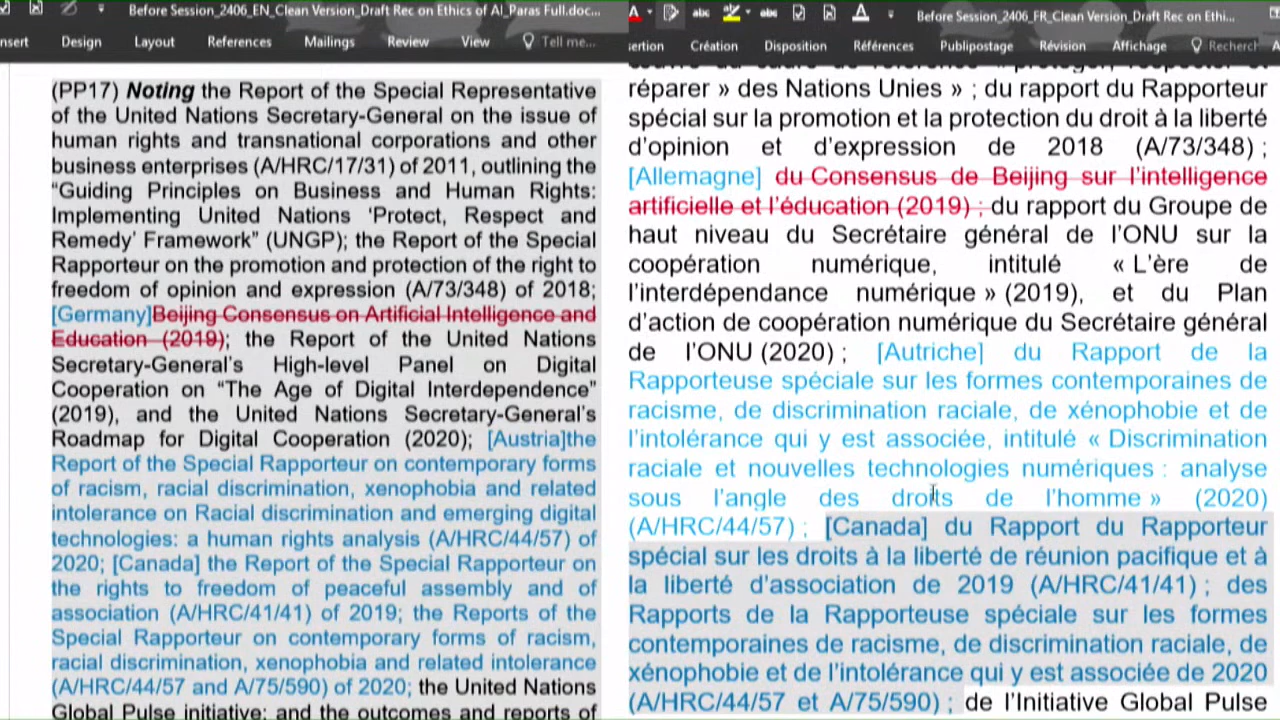 Before Session_2406_EN_Clean Version_Draft Rec on Ethics of AI_Paras Full.doc...
nsert Design Layout References Mailings Review View Tell me...
(PP17) Noting the Report of the Special Representative
of the United Nations Secretary-General on the issue of
human rights and transnational corporations and other
business enterprises (A/HRC/17/31) of 2011, outlining the
“Guiding Principles on Business and Human Rights:
Implementing United Nations ‘Protect, Respect and
Remedy’ Framework” (UNGP); the Report of the Special
Rapporteur on the promotion and protection of the right to
freedom of opinion and expression (A/73/348) of 2018;
[Germany]Beijing Consensus on Artificial Intelligence and
Education (2019); the Report of the United Nations
Secretary-General’s High-level Panel on Digital
Cooperation on “The Age of Digital Interdependence”
(2019), and the United Nations Secretary-General’s
Roadmap for Digital Cooperation (2020); [Austria]the
Report of the Special Rapporteur on contemporary forms
of racism, racial discrimination, xenophobia and related
intolerance on Racial discrimination and emerging digital
technologies: a human rights analysis (A/HRC/44/57) of
2020; [Canada] the Report of the Special Rapporteur on
the rights to freedom of peaceful assembly and of
association (A/HRC/41/41) of 2019; the Reports of the
Special Rapporteur on contemporary forms of racism,
racial discrimination, xenophobia and related intolerance
(A/HRC/44/57 and A/75/590) of 2020; the United Nations
Global Pulse initiative; and the outcomes and reports of
Before Session_2406_FR_Clean Version_Draft Rec on Ethi...
ertion Création Disposition Références Publipostage Révision Affichage Recherch
réparer » des Nations Unies » ; du rapport du Rapporteur
spécial sur la promotion et la protection du droit à la liberté
d’opinion et d’expression de 2018 (A/73/348) ;
[Allemagne] du Consensus de Beijing sur l’intelligence
artificielle et l’éducation (2019) ; du rapport du Groupe de
haut niveau du Secrétaire général de l’ONU sur la
coopération numérique, intitulé « L’ère de
l’interdépendance numérique » (2019), et du Plan
d’action de coopération numérique du Secrétaire général
de l’ONU (2020) ; [Autriche] du Rapport de la
Rapporteuse spéciale sur les formes contemporaines de
racisme, de discrimination raciale, de xénophobie et de
l’intolérance qui y est associée, intitulé « Discrimination
raciale et nouvelles technologies numériques : analyse
sous l’angle des droits de l’homme » (2020)
(A/HRC/44/57) ; [Canada] du Rapport du Rapporteur
spécial sur les droits à la liberté de réunion pacifique et à
la liberté d’association de 2019 (A/HRC/41/41) ; des
Rapports de la Rapporteuse spéciale sur les formes
contemporaines de racisme, de discrimination raciale, de
xénophobie et de l’intolérance qui y est associée de 2020
(A/HRC/44/57 et A/75/590) ; de l’Initiative Global Pulse